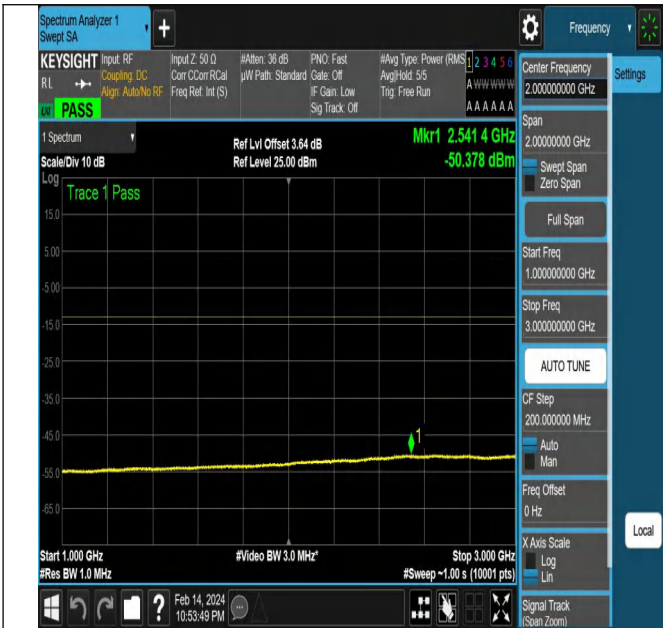 Spectrum Analyzer 1
Swept SA
+
Frequency
KEYSIGHT
RL
PASS
Input: RF
Coupling: DC
Align: Auto/No RF
Input Z: 50 Ω
Corr CCorr RCal
Freq Ref: Int (S)
#Atten: 36 dB
µW Path: Standard
PNO: Fast
Gate: Off
IF Gain: Low
Sig Track: Off
#Avg Type: Power (RMS
Avg|Hold: 5/5
Trig: Free Run
1 2 3 4 5 6
A W W W W W
A A A A A A
1 Spectrum
Scale/Div 10 dB
Ref Lvl Offset 3.64 dB
Ref Level 25.00 dBm
Mkr1 2.541 4 GHz
-50.378 dBm
Log
Trace 1 Pass
15.0
5.00
-5.00
-15.0
-25.0
-35.0
-45.0
-55.0
-65.0
1
Start 1.000 GHz
#Res BW 1.0 MHz
#Video BW 3.0 MHz*
Stop 3.000 GHz
#Sweep ~1.00 s (10001 pts)
Feb 14, 2024
10:53:49 PM
?
Center Frequency
2.00000000 GHz
Settings
Span
2.00000000 GHz
Swept Span
Zero Span
Full Span
Start Freq
1.000000000 GHz
Stop Freq
3.000000000 GHz
AUTO TUNE
CF Step
200.000000 MHz
Auto
Man
Freq Offset
0 Hz
Local
X Axis Scale
Log
Lin
Signal Track
(Span Zoom)